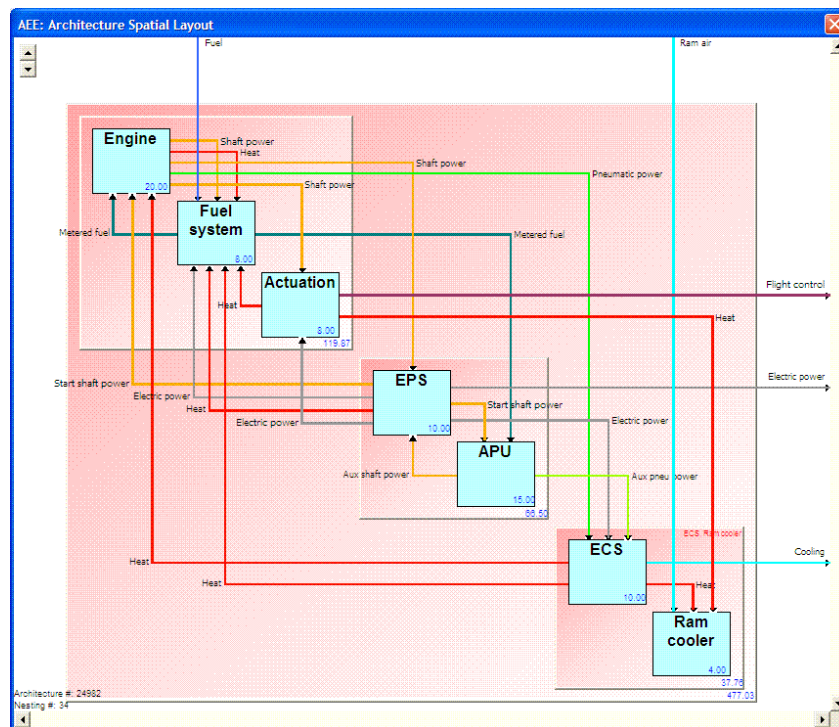 AEE: Architecture Spatial Layout
Fuel
Ram air
Engine
20.00
Shaft power
Heat
Shaft power
Pneumatic power
Shaft power
Fuel
system
8.00
Metered fuel
Metered fuel
Actuation
8.00
119.87
Heat
Flight control
Heat
Start shaft power
EPS
10.00
Electric power
Electric power
Heat
Start shaft power
Electric power
Electric power
APU
15.00
66.50
Aux shaft power
Aux pneu power
ECS, Ram cooler
ECS
10.00
Cooling
Heat
Heat
Heat
Ram
cooler
4.00
37.76
477.03
Architecture #: 24982
Nesting #: 34